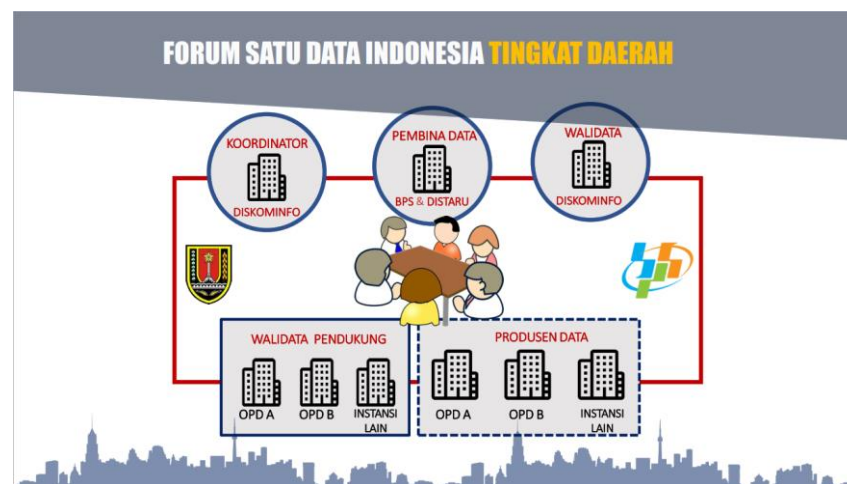 FORUM SATU DATA INDONESIA TINGKAT DAERAH
KOORDINATOR
DISKOMINFO
PEMBINA DATA
BPS & DISTARU
WALIDATA
DISKOMINFO
WALIDATA PENDUKUNG
OPD A
OPD B
INSTANSI
LAIN
PRODUSEN DATA
OPD A
OPD B
INSTANSI
LAIN